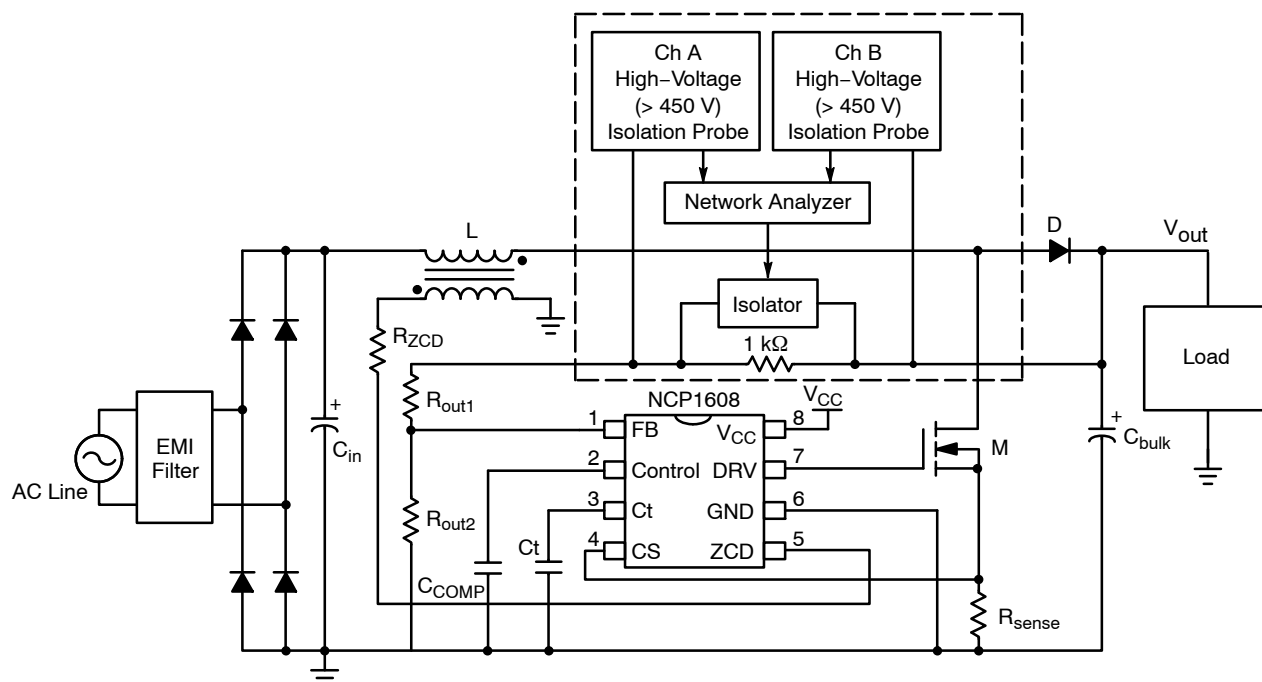 Ch A
High−Voltage
(> 450 V)
Isolation Probe
Ch B
High−Voltage
(> 450 V)
Isolation Probe
Network Analyzer
L
D
Vout
Isolator
RZCD
1 kΩ
Load
Rout1
NCP1608
VCC
1
FB
VCC
8
M
+
Cin
+
Cbulk
EMI
Filter
2
Control
DRV
7
AC Line
3
Ct
GND
6
Rout2
Ct
4
CS
ZCD
5
CCOMP
Rsense